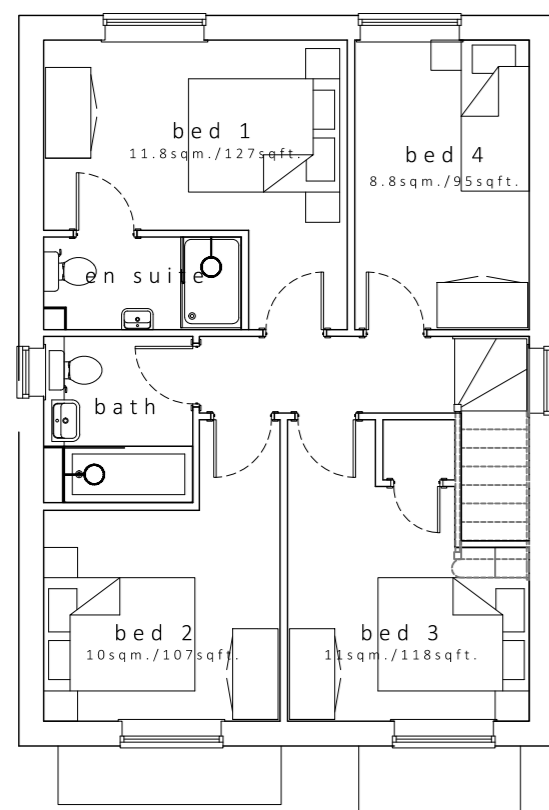 bed 1
11.8sqm./127sqft.
bed 4
8.8sqm./95sqft.
en suite
bath
bed 2
10sqm./107sqft.
bed 3
11sqm./118sqft.